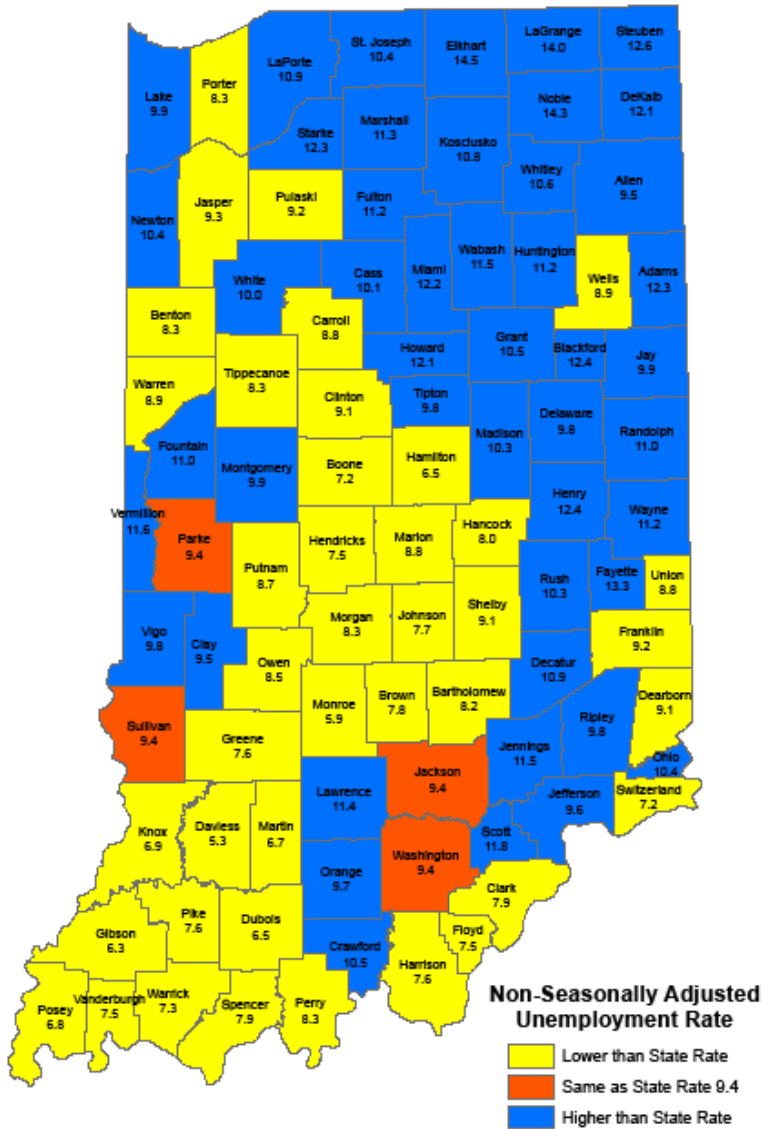 St. Joseph
10.4
Elkhart
14.5
LaGrange
14.0
Steuben
12.6
LaPorte
10.9
Porter
8.3
Lake
9.9
Noble
14.3
DeKalb
12.1
Starke
12.3
Marshall
11.3
Kosciusko
10.8
Whitley
10.6
Allen
9.5
Newton
10.4
Jasper
9.3
Pulaski
9.2
Fulton
11.2
White
10.0
Cass
10.1
Miami
12.2
Wabash
11.5
Huntington
11.2
Wells
8.9
Adams
12.3
Benton
8.3
Carroll
8.8
Howard
12.1
Grant
10.5
Blackford
12.4
Jay
9.9
Warren
8.9
Tippecanoe
8.3
Clinton
9.1
Tipton
9.8
Madison
10.3
Delaware
9.8
Randolph
11.0
Fountain
11.0
Montgomery
9.9
Boone
7.2
Hamilton
6.5
Henry
12.4
Wayne
11.2
Vermillion
11.6
Parke
9.4
Putnam
8.7
Hendricks
7.5
Marion
8.8
Hancock
8.0
Rush
10.3
Fayette
13.3
Union
8.8
Vigo
9.8
Clay
9.5
Owen
8.5
Morgan
8.3
Johnson
7.7
Shelby
9.1
Franklin
9.2
Decatur
10.9
Sullivan
9.4
Greene
7.6
Monroe
5.9
Brown
7.8
Bartholomew
8.2
Jennings
11.5
Ripley
9.8
Dearborn
9.1
Ohio
10.4
Lawrence
11.4
Jackson
9.4
Jefferson
9.6
Switzerland
7.2
Knox
6.9
Daviess
5.3
Martin
6.7
Orange
9.7
Washington
9.4
Scott
11.8
Clark
7.9
Gibson
6.3
Pike
7.6
Dubois
6.5
Crawford
10.5
Floyd
7.5
Harrison
7.6
Posey
6.8
Vanderburgh
7.5
Warrick
7.3
Spencer
7.9
Perry
8.3
Non-Seasonally Adjusted
Unemployment Rate
Lower than State Rate
Same as State Rate 9.4
Higher than State Rate